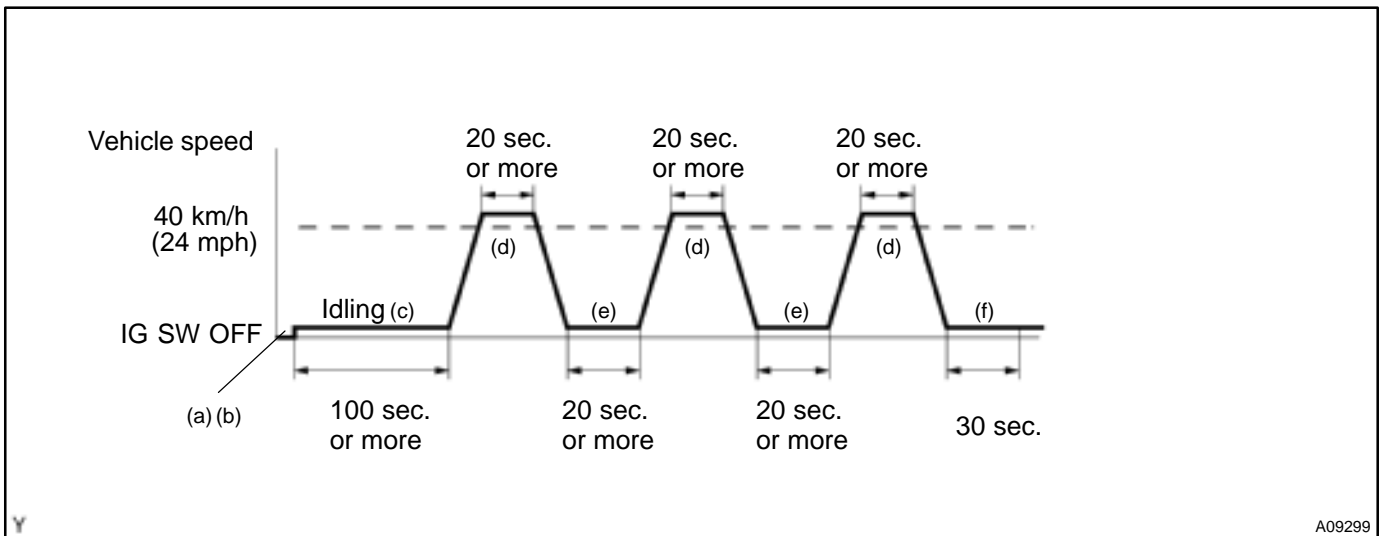 Vehicle speed
20 sec.
or more
20 sec.
or more
20 sec.
or more
40 km/h
(24 mph)
(d)
(d)
(d)
Idling (c)
(e)
(e)
(f)
IG SW OFF
(a) (b)
100 sec.
or more
20 sec.
or more
20 sec.
or more
30 sec.
Y
A09299